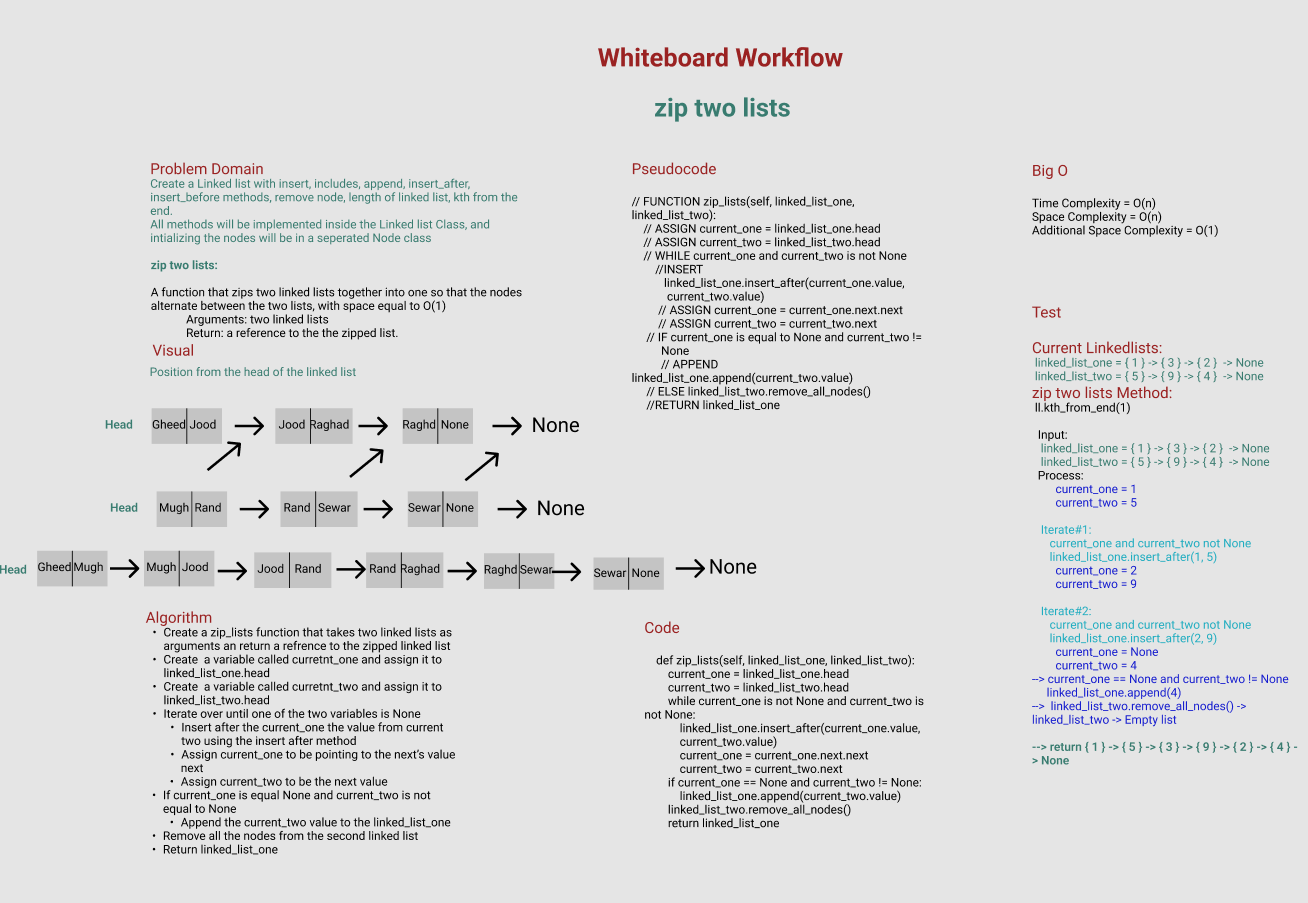 Whiteboard Workflow
zip two lists
Problem Domain
Create a Linked list with insert, includes, append, insert_after,
insert_before methods, remove node, length of linked list, kth from the
end.
All methods will be implemented inside the Linked list Class, and
intializing the nodes will be in a seperated Node class
zip two lists:
A function that zips two linked lists together into one so that the nodes
alternate between the two lists, with space equal to O(1)
Arguments: two linked lists
Return: a reference to the the zipped list.
Visual
Position from the head of the linked list
Head Gheed Jood Jood Raghad Raghd None None
Head Mugh Rand Rand Sewar Sewar None None
Head Gheed Mugh Mugh Jood Jood Rand Rand Raghad Raghd Sewar Sewar None None
Algorithm
• Create a zip_lists function that takes two linked lists as
arguments an return a refrence to the zipped linked list
• Create a variable called curretnt_one and assign it to
linked_list_one.head
• Create a variable called curretnt_two and assign it to
linked_list_two.head
• Iterate over until one of the two variables is None
• Insert after the current_one the value from current
two using the insert after method
• Assign current_one to be pointing to the next's value
next
• Assign current_two to be the next value
• If current_one is equal None and current_two is not
equal to None
• Append the current_two value to the linked_list_one
• Remove all the nodes from the second linked list
• Return linked_list_one
Pseudocode
// FUNCTION zip_lists(self, linked_list_one,
linked_list_two):
// ASSIGN current_one = linked_list_one.head
// ASSIGN current_two = linked_list_two.head
// WHILE current_one and current_two is not None
//INSERT
linked_list_one.insert_after(current_one.value,
current_two.value)
// ASSIGN current_one = current_one.next.next
// ASSIGN current_two = current_two.next
// IF current_one is equal to None and current_two !=
None
// APPEND
linked_list_one.append(current_two.value)
// ELSE linked_list_two.remove_all_nodes()
//RETURN linked_list_one
Code
def zip_lists(self, linked_list_one, linked_list_two):
current_one = linked_list_one.head
current_two = linked_list_two.head
while current_one is not None and current_two is
not None:
linked_list_one.insert_after(current_one.value,
current_two.value)
current_one = current_one.next.next
current_two = current_two.next
if current_one == None and current_two != None:
linked_list_one.append(current_two.value)
linked_list_two.remove_all_nodes()
return linked_list_one
Big O
Time Complexity = O(n)
Space Complexity = O(n)
Additional Space Complexity = O(1)
Test
Current Linkedlists:
linked_list_one = { 1 } -> { 3 } -> { 2 } -> None
linked_list_two = { 5 } -> { 9 } -> { 4 } -> None
zip two lists Method:
ll.kth_from_end(1)
Input:
linked_list_one = { 1 } -> { 3 } -> { 2 } -> None
linked_list_two = { 5 } -> { 9 } -> { 4 } -> None
Process:
current_one = 1
current_two = 5
Iterate#1:
current_one and current_two not None
linked_list_one.insert_after(1, 5)
current_one = 2
current_two = 9
Iterate#2:
current_one and current_two not None
linked_list_one.insert_after(2, 9)
current_one = None
current_two = 4
--> current_one == None and current_two != None
linked_list_one.append(4)
--> linked_list_two.remove_all_nodes() ->
linked_list_two -> Empty list
--> return { 1 } -> { 5 } -> { 3 } -> { 9 } -> { 2 } -> { 4 } -
> None